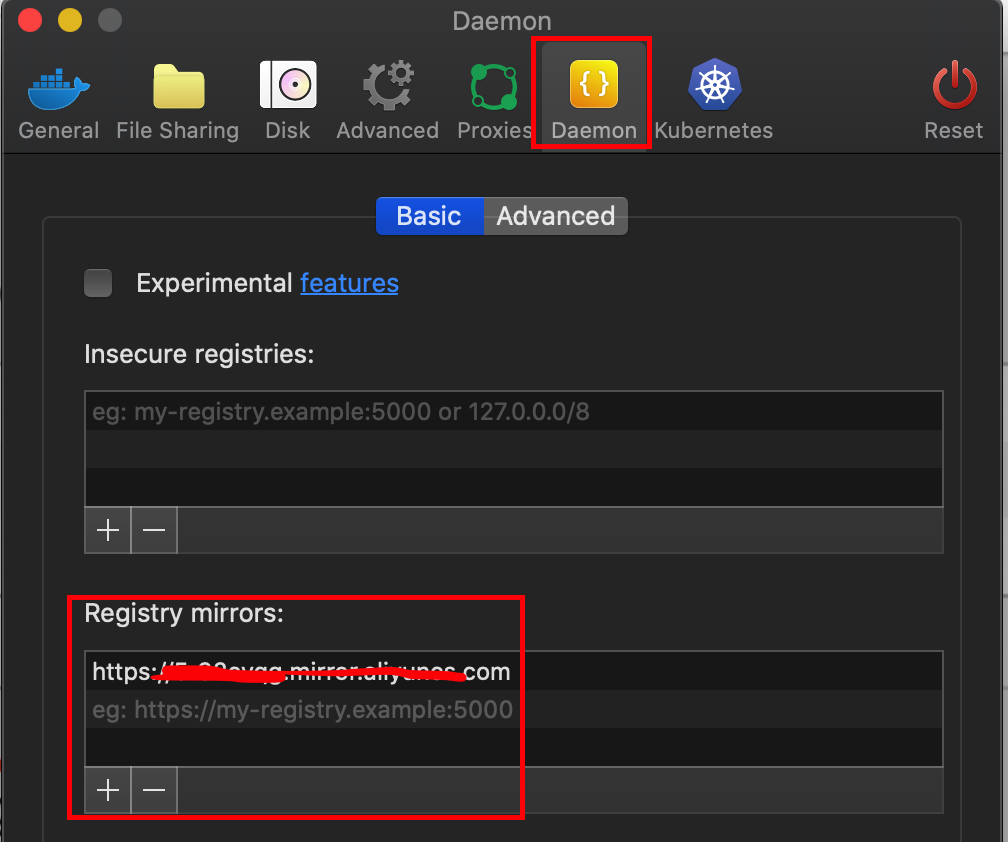 Daemon
General File Sharing Disk Advanced Proxies Daemon Kubernetes Reset
Basic Advanced
Experimental features
Insecure registries:
eg: my-registry.example:5000 or 127.0.0.0/8
Registry mirrors:
https:// .mirror.aliyuncs.com
eg: https://my-registry.example:5000